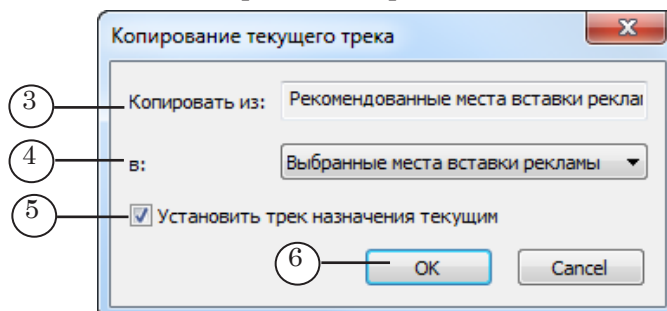 Копирование текущего трека
3 Копировать из: Рекомендованные места вставки
4 в: Выбранные места вставки рекламы
5 Установить трек назначения текущим
6 OK Cancel